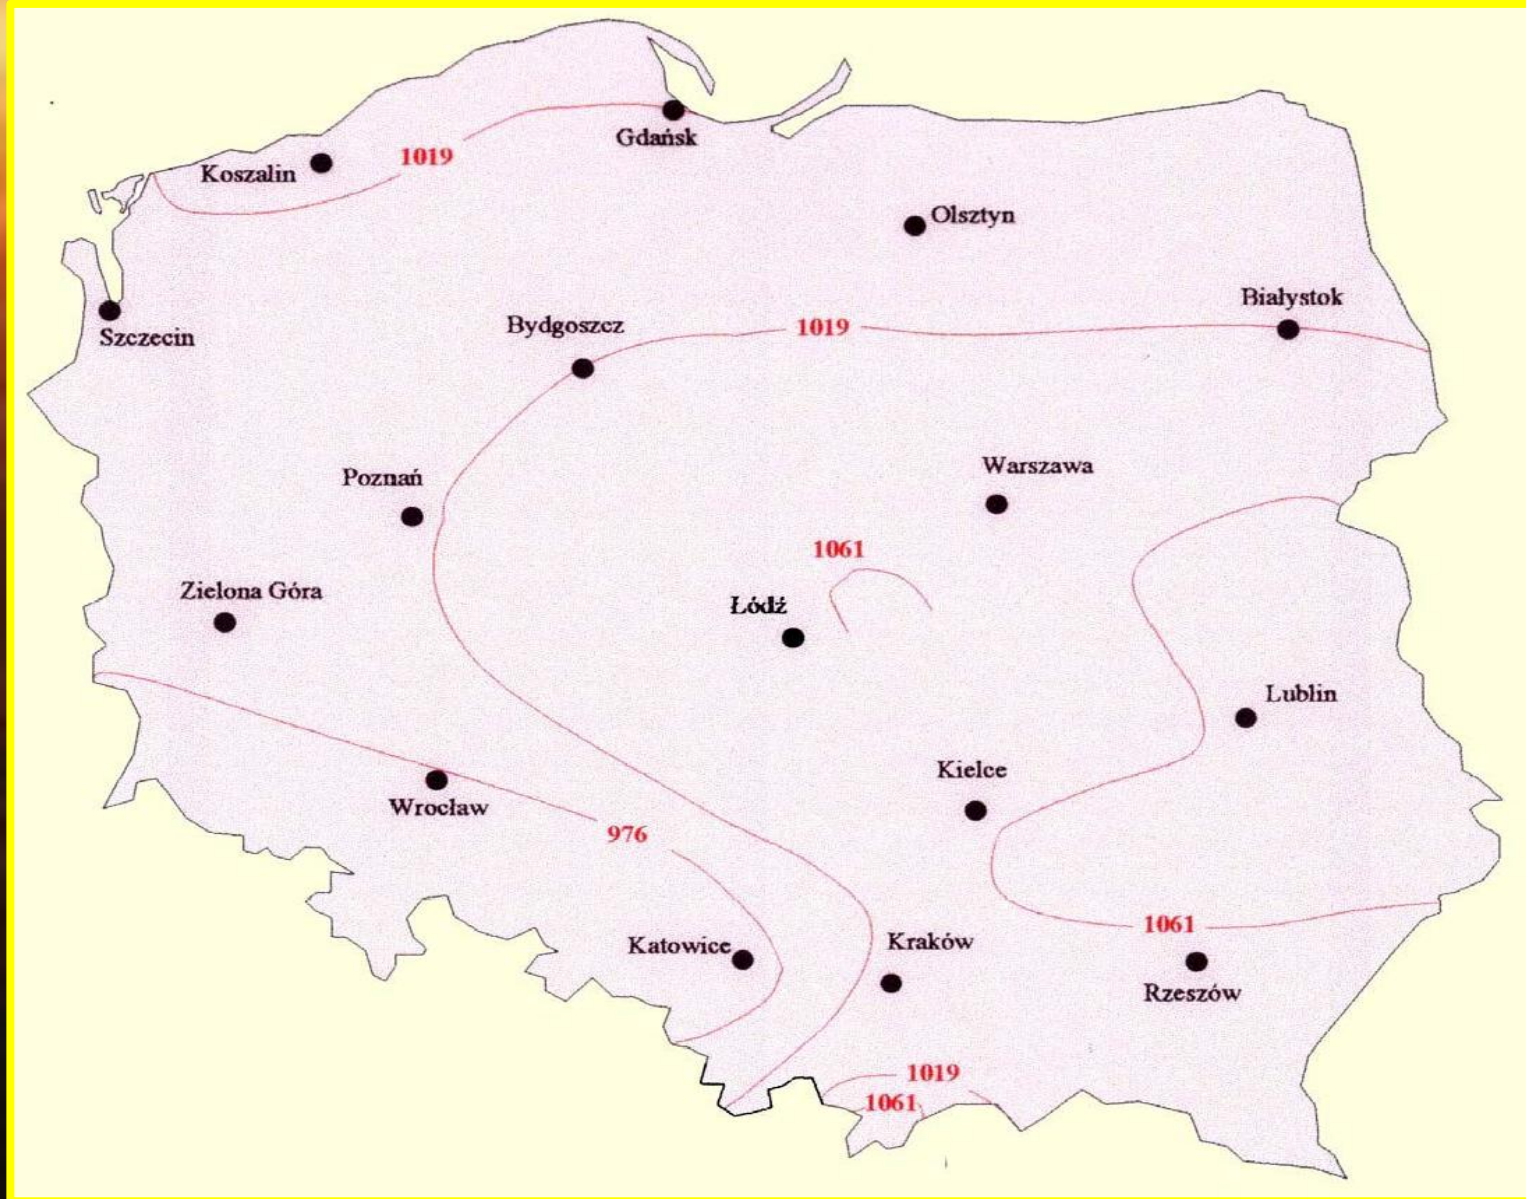 Gdańsk
1019
Koszalin
Olsztyn
Białystok
Bydgoszcz
1019
Szczecin
Warszawa
Poznań
1061
Zielona Góra
Łódź
Lublin
Kielce
Wrocław
976
1061
Kraków
Katowice
Rzeszów
1019
1061